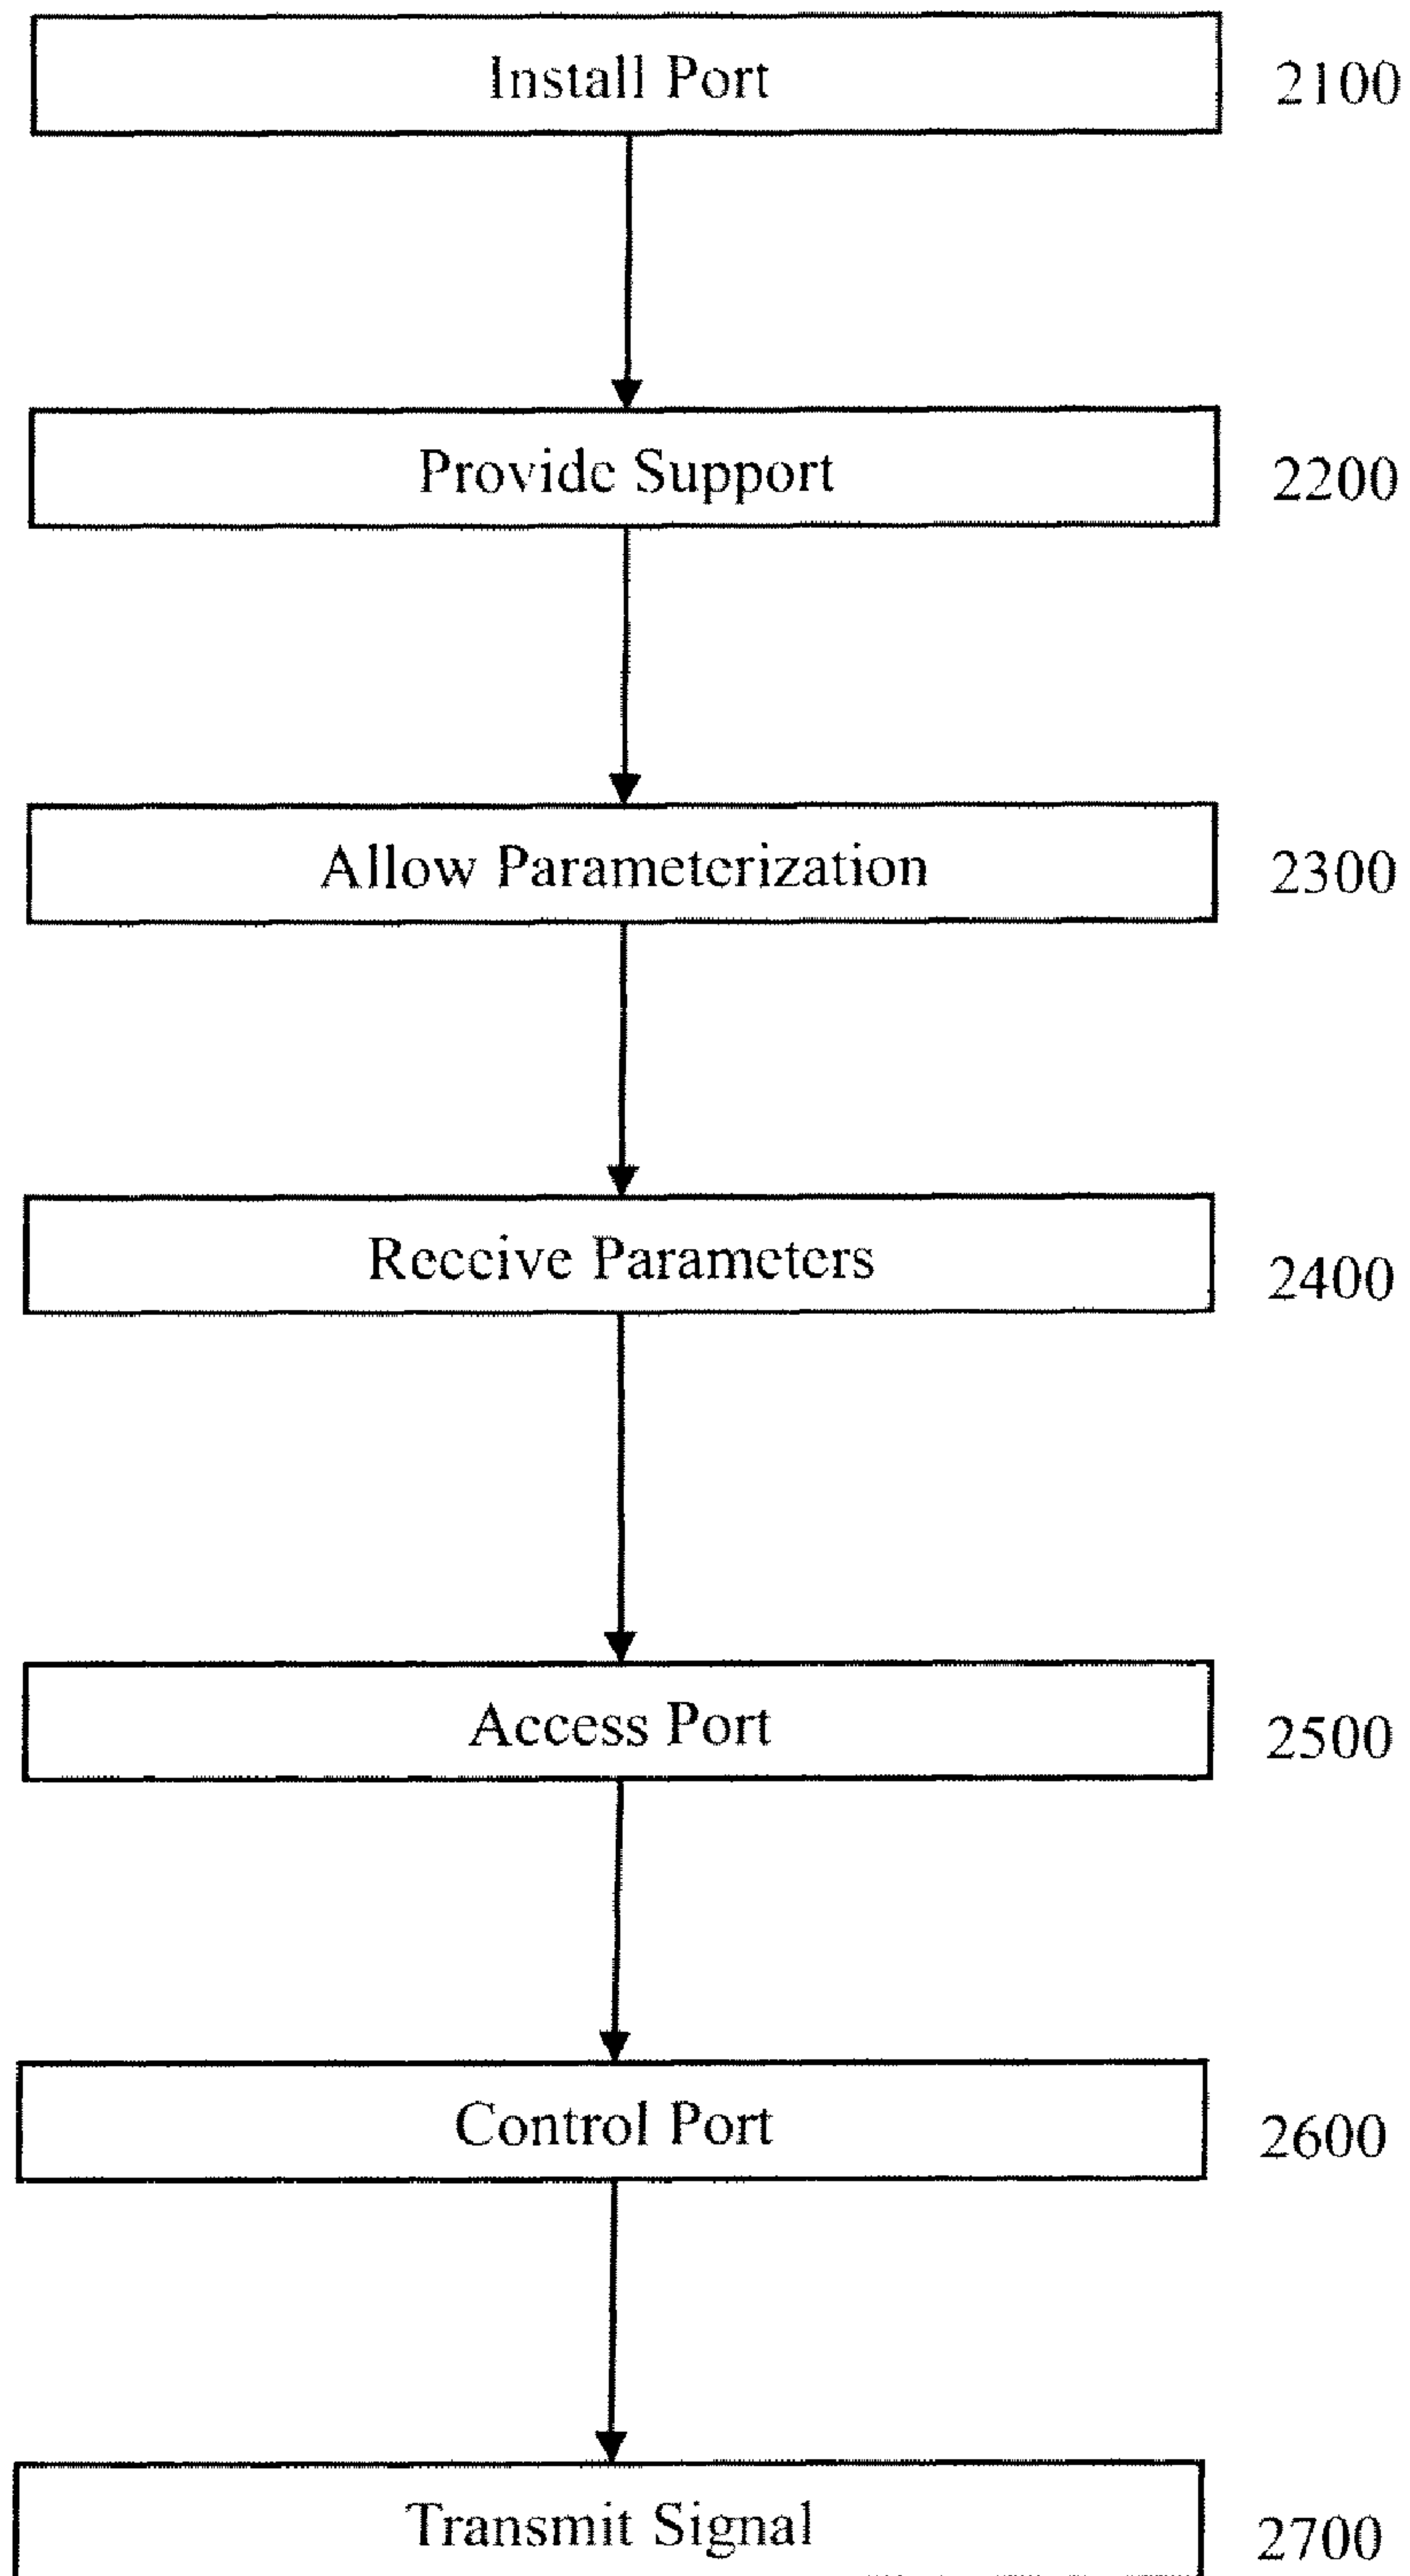 Install Port 2100
Provide Support 2200
Allow Parameterization 2300
Receive Parameters 2400
Access Port 2500
Control Port 2600
Transmit Signal 2700